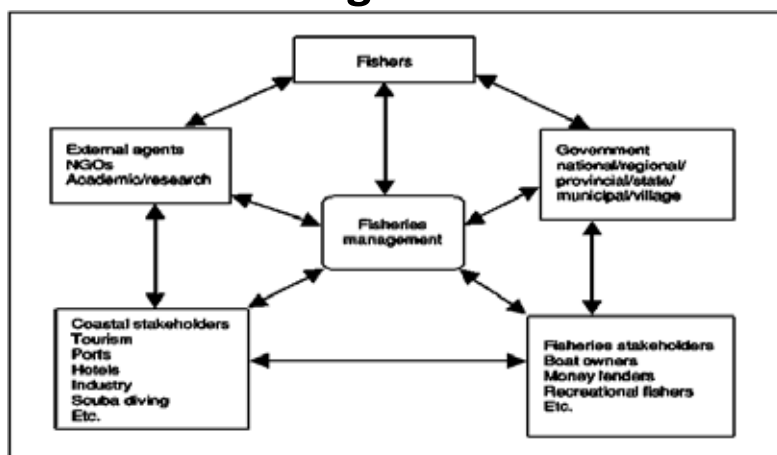 Fishers
External agents
NGOs
Academic/research
Government
national/regional/
provincial/state/
municipal/village
Fisheries
management
Coastal stakeholders
Tourism
Ports
Hotels
Industry
Scuba diving
Etc.
Fisheries stakeholders
Boat owners
Money lenders
Recreational fishers
Etc.